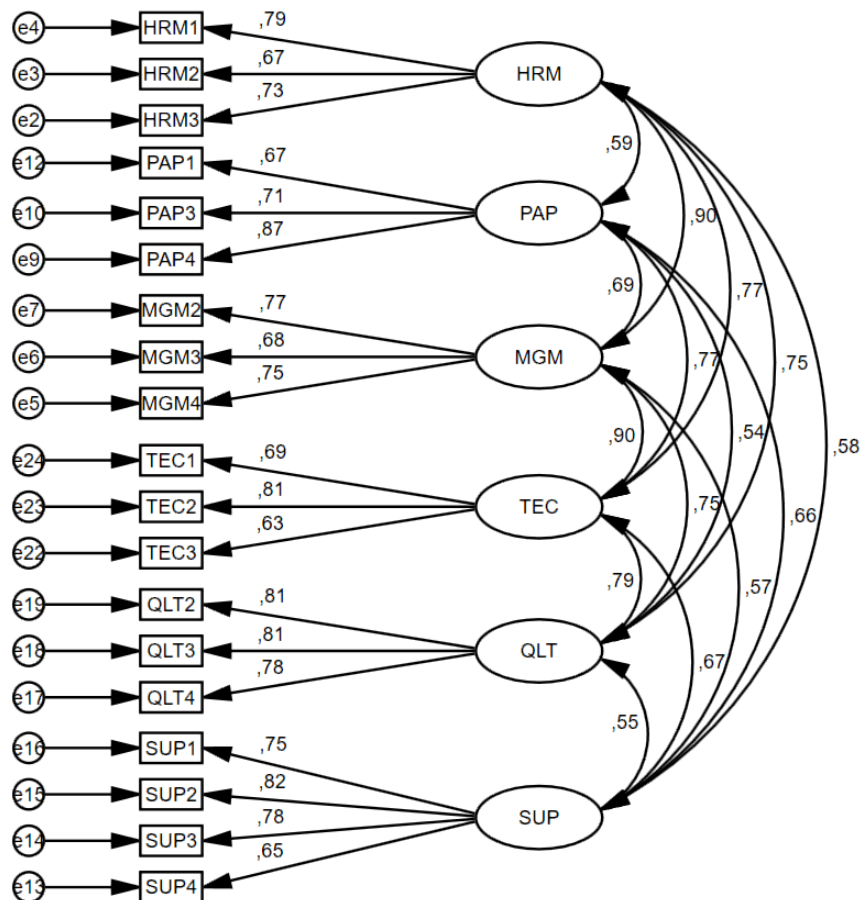 e4 HRM1 ,79
e3 HRM2 ,67 HRM
e2 HRM3 ,73
,59
e12 PAP1 ,67
e10 PAP3 ,71 PAP ,90
e9 PAP4 ,87
,69 ,77
e7 MGM2 ,77
e6 MGM3 ,68 MGM ,77 ,75
e5 MGM4 ,75
,90 ,54 ,58
e24 TEC1 ,69
e23 TEC2 ,81 TEC ,75 ,66
e22 TEC3 ,63
,79 ,57
e19 QLT2 ,81
e18 QLT3 ,81 QLT ,67
e17 QLT4 ,78
,55
e16 SUP1 ,75
e15 SUP2 ,82 SUP
e14 SUP3 ,78
e13 SUP4 ,65